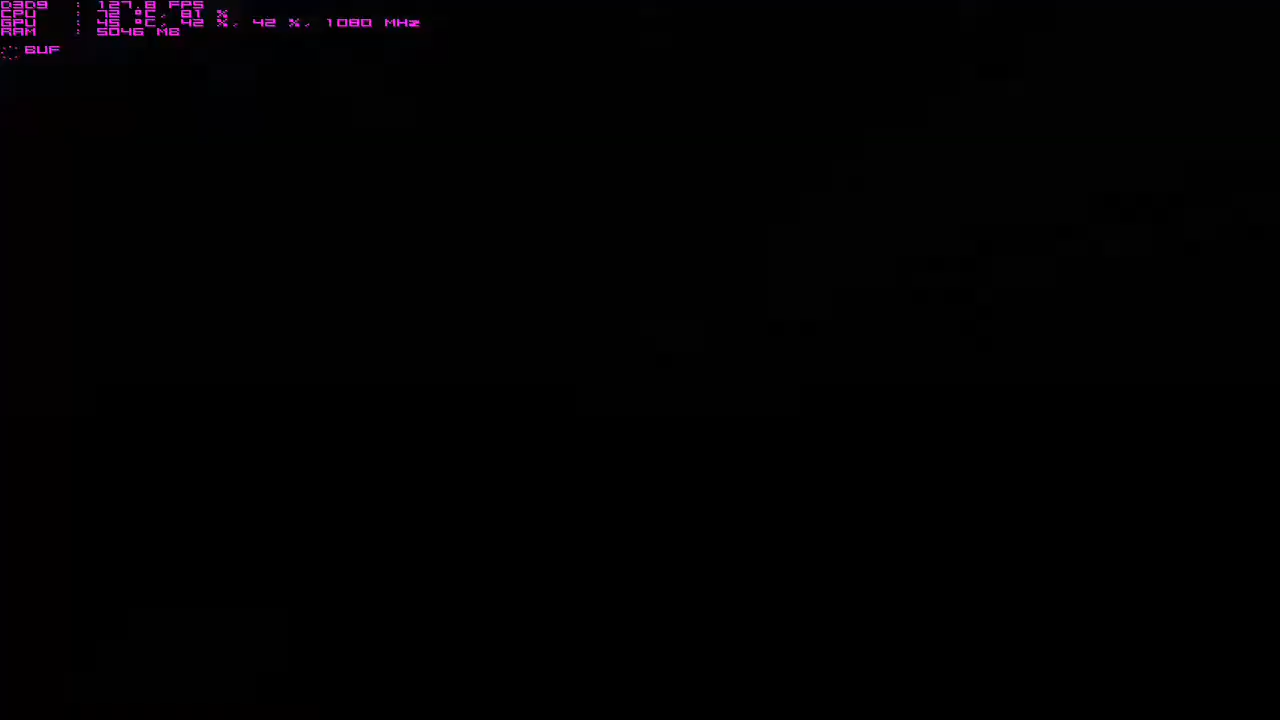 D3D9 : 127.8 FPS
CPU : 72 °C, 81 %
GPU : 45 °C, 42 %, 42 %, 1080 MHz
RAM : 5046 MB
BUF